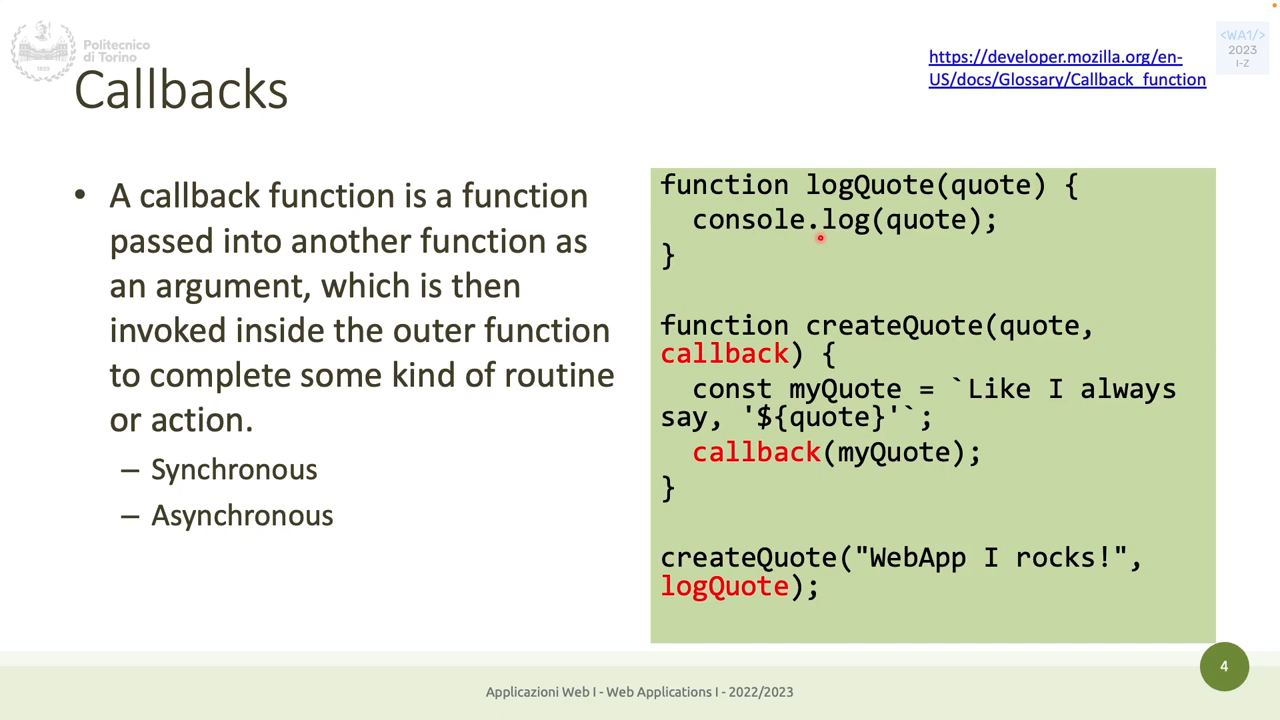 Politecnico
di Torino
1859
Callbacks
https://developer.mozilla.org/en-
US/docs/Glossary/Callback_function
<WA1/>
2023
I-Z
• A callback function is a function
passed into another function as
an argument, which is then
invoked inside the outer function
to complete some kind of routine
or action.
– Synchronous
– Asynchronous
function logQuote(quote) {
  console.log(quote);
}
function createQuote(quote,
callback) {
  const myQuote = `Like I always
say, '${quote}'`;
  callback(myQuote);
}
createQuote("WebApp I rocks!",
logQuote);
4
Applicazioni Web I - Web Applications I - 2022/2023